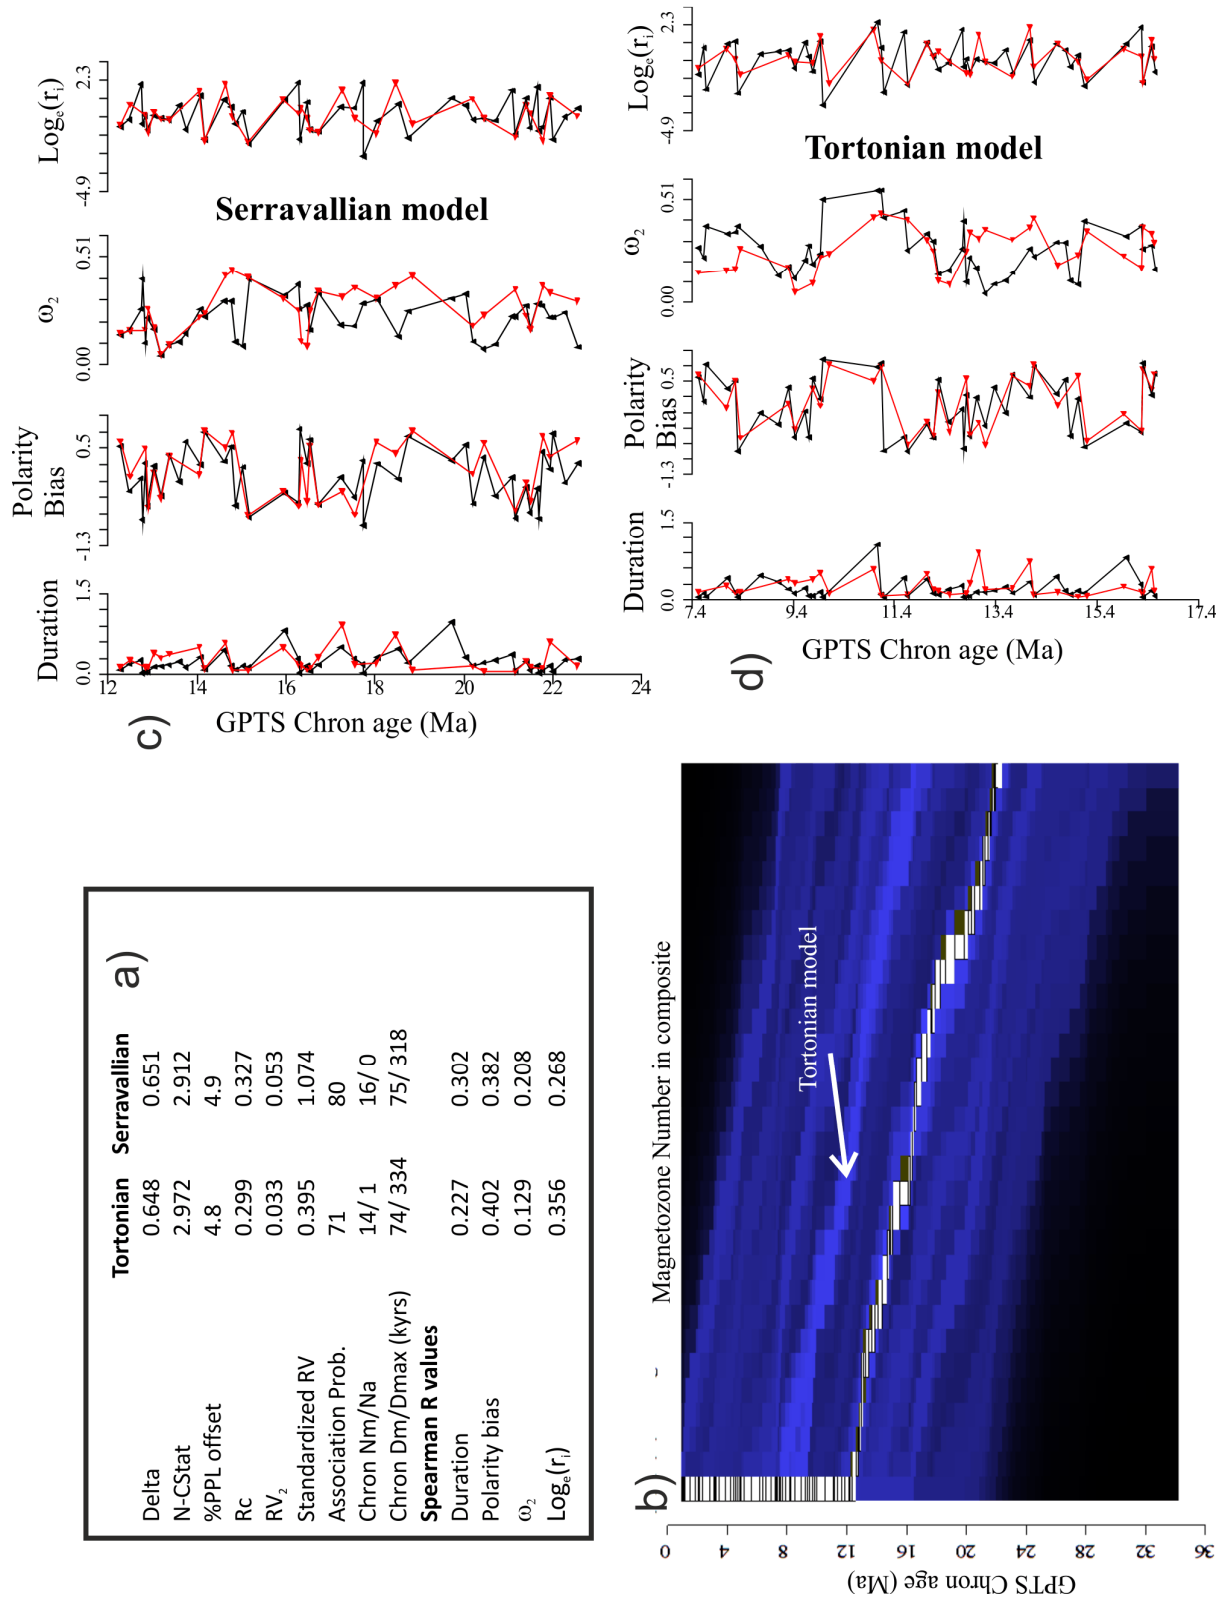 a)
Tortonian Serravallian
Delta 0.648 0.651
N-CStat 2.972 2.912
%PPL offset 4.8 4.9
Rc 0.299 0.327
RV2 0.033 0.053
Standardized RV 0.395 1.074
Association Prob. 71 80
Chron Nm/Na 14/ 1 16/ 0
Chron Dm/Dmax (kyrs) 74/ 334 75/ 318
Spearman R values
Duration 0.227 0.302
Polarity bias 0.402 0.382
ω2 0.129 0.208
Loge(ri) 0.356 0.268
b)
Magnetozone Number in composite
Tortonian model
0 4 8 12 16 20 24 28 32 36
GPTS Chron age (Ma)
c)
Serravallian model
Loge(ri)
-4.9 2.3
ω2
0.00 0.51
Polarity
Bias
-1.3 0.5
Duration
0.0 1.5
12 14 16 18 20 22 24
GPTS Chron age (Ma)
d)
Tortonian model
Loge(ri)
-4.9 2.3
ω2
0.00 0.51
Polarity
Bias
-1.3 0.5
Duration
0.0 1.5
7.4 9.4 11.4 13.4 15.4 17.4
GPTS Chron age (Ma)